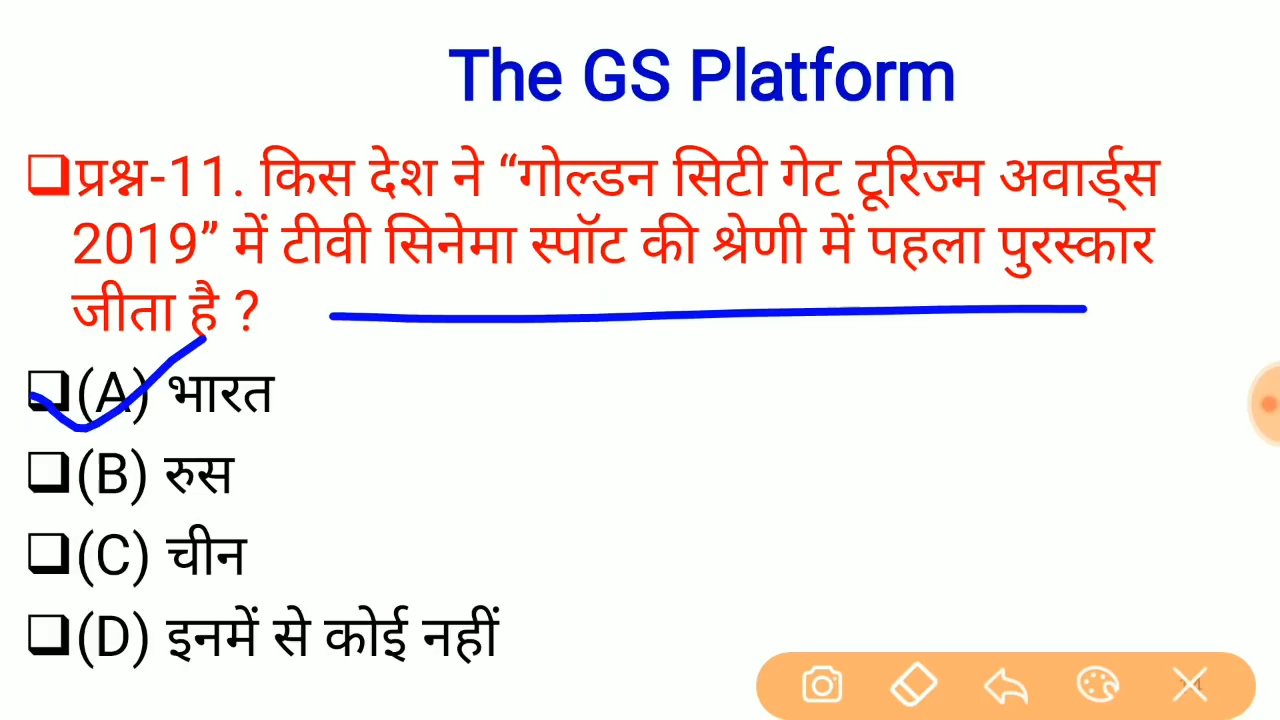 The GS Platform
प्रश्न-11. किस देश ने “गोल्डन सिटी गेट टूरिज्म अवार्ड्स
2019” में टीवी सिनेमा स्पॉट की श्रेणी में पहला पुरस्कार
जीता है ?
(A) भारत
(B) रुस
(C) चीन
(D) इनमें से कोई नहीं